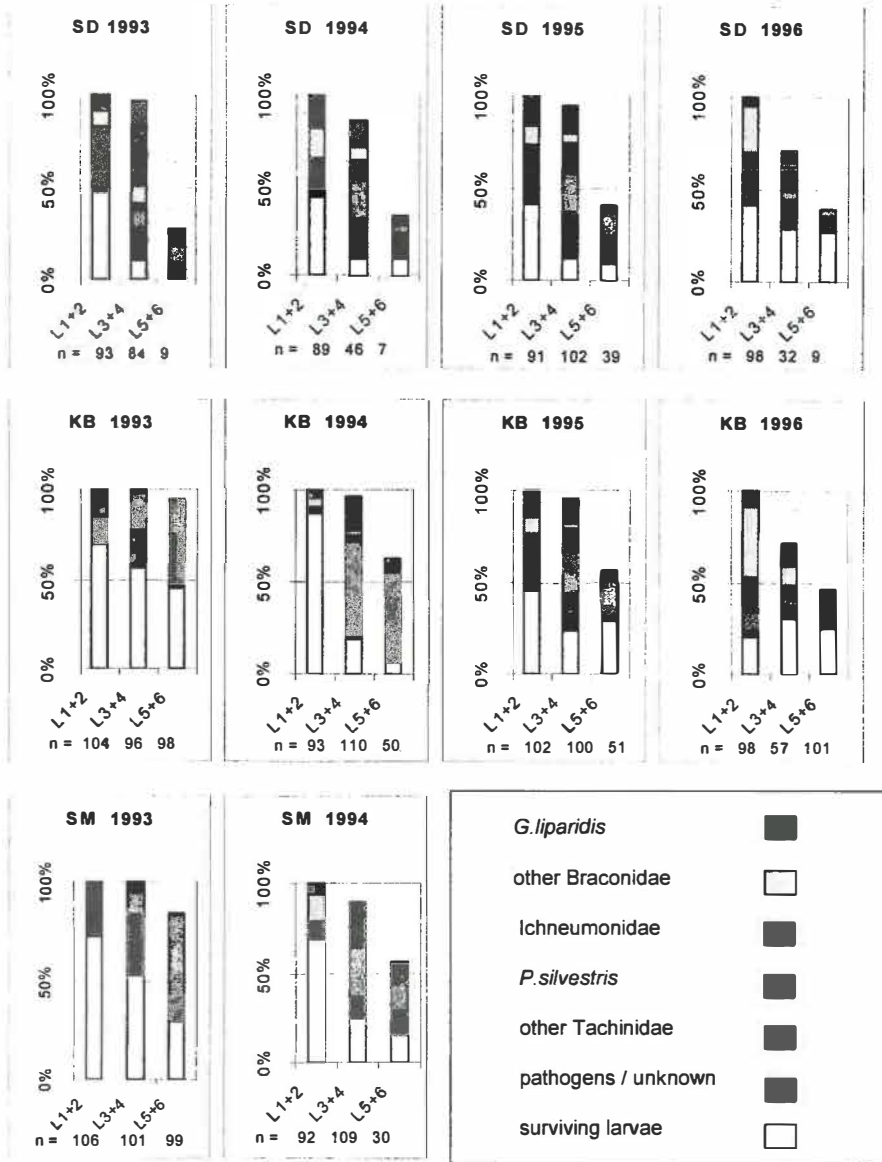 SD 1993
100%
50%
0%
L1+2 L3+4 L5+6
n = 93 84 9
SD 1994
100%
50%
0%
L1+2 L3+4 L5+6
n = 89 46 7
SD 1995
100%
50%
0%
L1+2 L3+4 L5+6
n = 91 102 39
SD 1996
100%
50%
0%
L1+2 L3+4 L5+6
n = 98 32 9
KB 1993
100%
50%
0%
L1+2 L3+4 L5+6
n = 104 96 98
KB 1994
100%
50%
0%
L1+2 L3+4 L5+6
n = 93 110 50
KB 1995
100%
50%
0%
L1+2 L3+4 L5+6
n = 102 100 51
KB 1996
100%
50%
0%
L1+2 L3+4 L5+6
n = 98 57 101
SM 1993
100%
50%
0%
L1+2 L3+4 L5+6
n = 106 101 99
SM 1994
100%
50%
0%
L1+2 L3+4 L5+6
n = 92 109 30
G.liparidis
other Braconidae
Ichneumonidae
P.silvestris
other Tachinidae
pathogens / unknown
surviving larvae